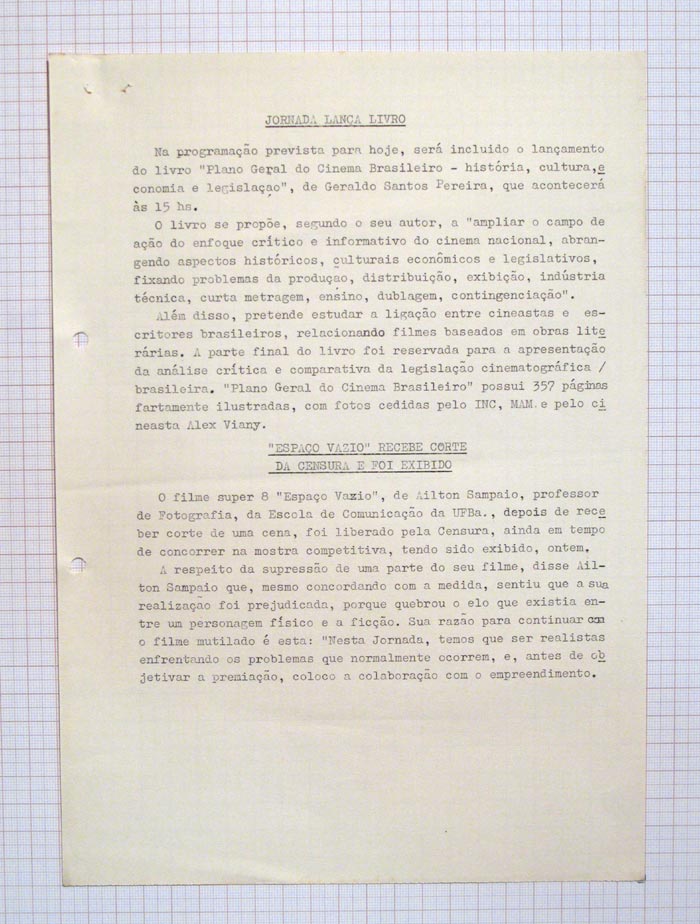 JORNADA LANÇA LIVRO
Na programação prevista para hoje, será incluido o lançamento
do livro "Plano Geral do Cinema Brasileiro - história, cultura,e
conomia e legislaçao", de Geraldo Santos Pereira, que acontecerá
às 15 hs.
O livro se propõe, segundo o seu autor, a "ampliar o campo de
ação do enfoque crítico e informativo do cinema nacional, abran-
gendo aspectos históricos, culturais econômicos e legislativos,
fixando problemas da produção, distribuição, exibição, indústria
técnica, curta metragem, ensino, dublagem, contingenciação".
Além disso, pretende estudar a ligação entre cineastas e es-
critores brasileiros, relacionando filmes baseados em obras lite
rárias. A parte final do livro foi reservada para a apresentação
da análise crítica e comparativa da legislação cinematográfica /
brasileira. "Plano Geral do Cinema Brasileiro" possui 357 páginas
fartamente ilustradas, com fotos cedidas pelo INC, MAM e pelo ci
neasta Alex Viany.
"ESPAÇO VAZIO" RECEBE CORTE
DA CENSURA E FOI EXIBIDO
O filme super 8 "Espaço Vazio", de Ailton Sampaio, professor
de Fotografia, da Escola de Comunicação da UFBa., depois de rece
ber corte de uma cena, foi liberado pela Censura, ainda em tempo
de concorrer na mostra competitiva, tendo sido exibido, ontem.
A respeito da supressão de uma parte do seu filme, disse Ail-
ton Sampaio que, mesmo concordando com a medida, sentiu que a sua
realização foi prejudicada, porque quebrou o elo que existia en-
tre um personagem físico e a ficção. Sua razão para continuar com
o filme mutilado é esta: "Nesta Jornada, temos que ser realistas
enfrentando os problemas que normalmente ocorrem, e, antes de ob
jetivar a premiação, coloco a colaboração com o empreendimento.